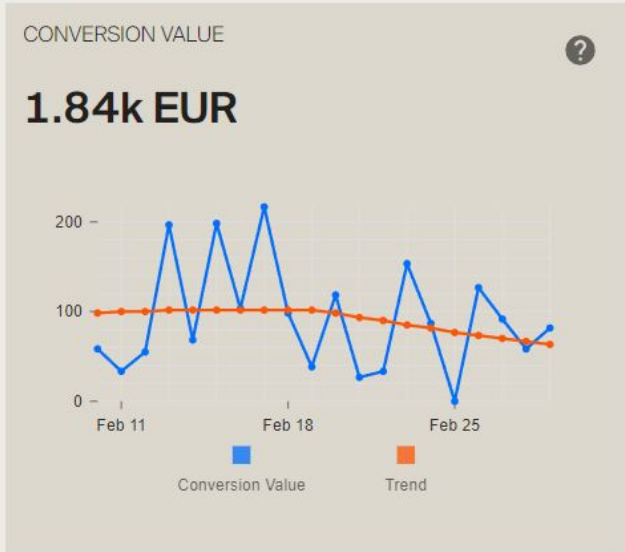 CONVERSION VALUE
?
1.84k EUR
200
100
0
Feb 11 Feb 18 Feb 25
Conversion Value Trend